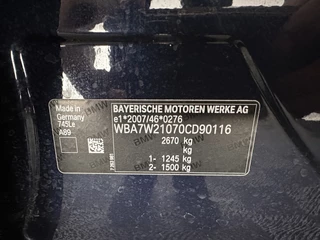 Made in
Germany
745Le
A89
BAYERISCHE MOTOREN WERKE AG
e1*2007/46*0276
WBA7W21070CD90116
2670 kg
kg
1- 1245 kg
2- 1500 kg